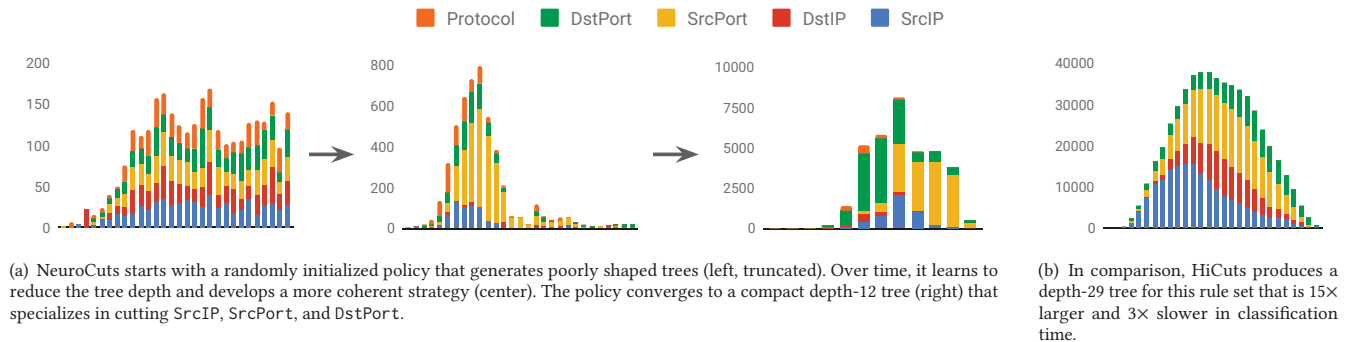 Protocol DstPort SrcPort DstIP SrcIP
200
150
100
50
0
800
600
400
200
0
10000
7500
5000
2500
0
40000
30000
20000
10000
0
(a) NeuroCuts starts with a randomly initialized policy that generates poorly shaped trees (left, truncated). Over time, it learns to
reduce the tree depth and develops a more coherent strategy (center). The policy converges to a compact depth-12 tree (right) that
specializes in cutting SrcIP, SrcPort, and DstPort.
(b) In comparison, HiCuts produces a
depth-29 tree for this rule set that is 15×
larger and 3× slower in classification
time.